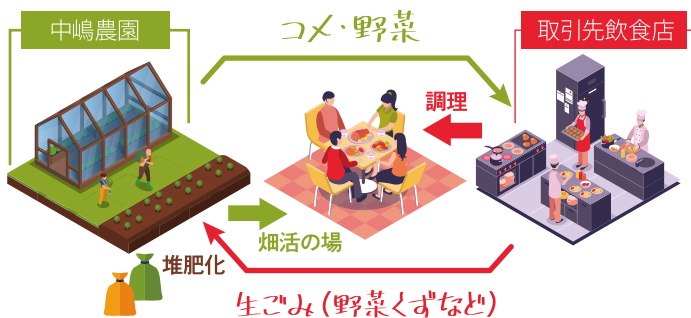 中嶋農園
コメ・野菜
取引先飲食店
調理
畑活の場
堆肥化
生ごみ(野菜くずなど)